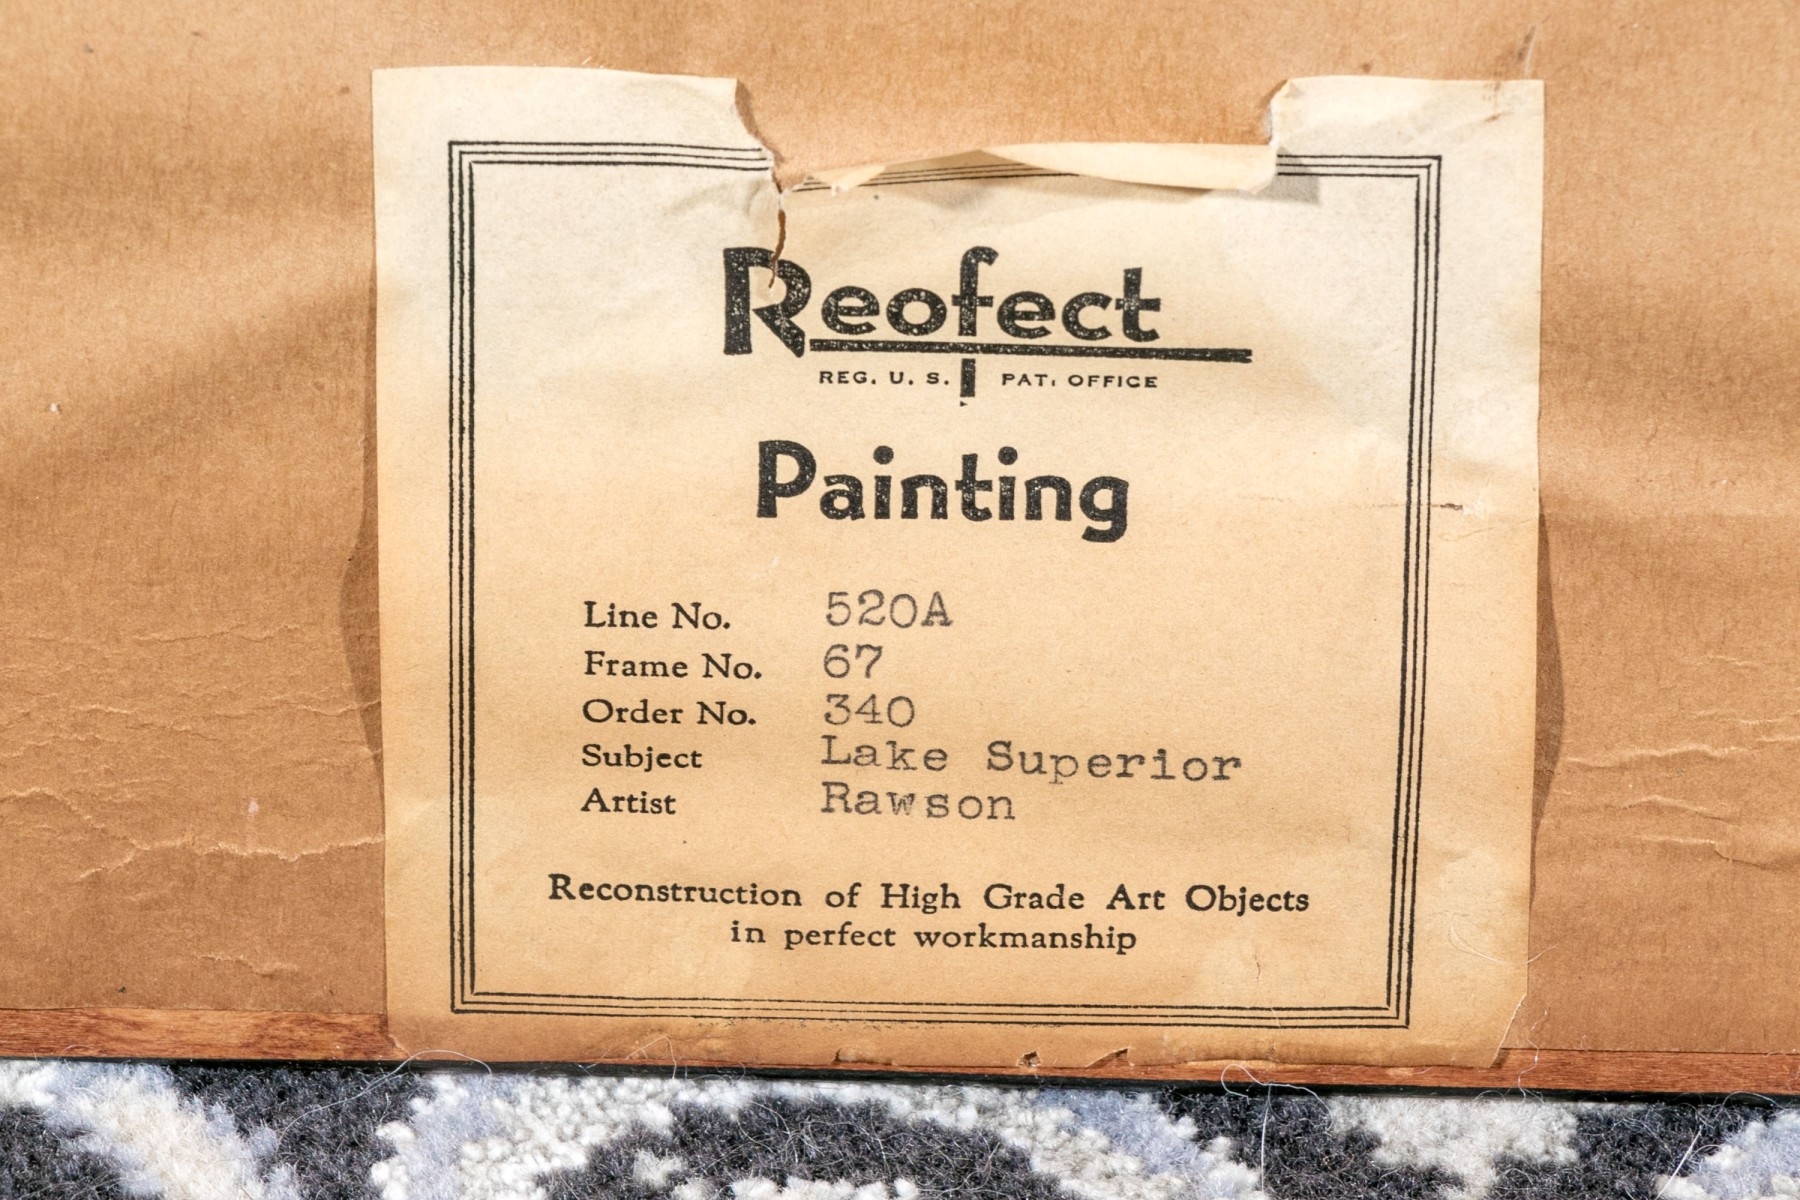 Reofect
REG. U. S. PAT. OFFICE
Painting
Line No. 520A
Frame No. 67
Order No. 340
Subject Lake Superior
Artist Rawson
Reconstruction of High Grade Art Objects
in perfect workmanship